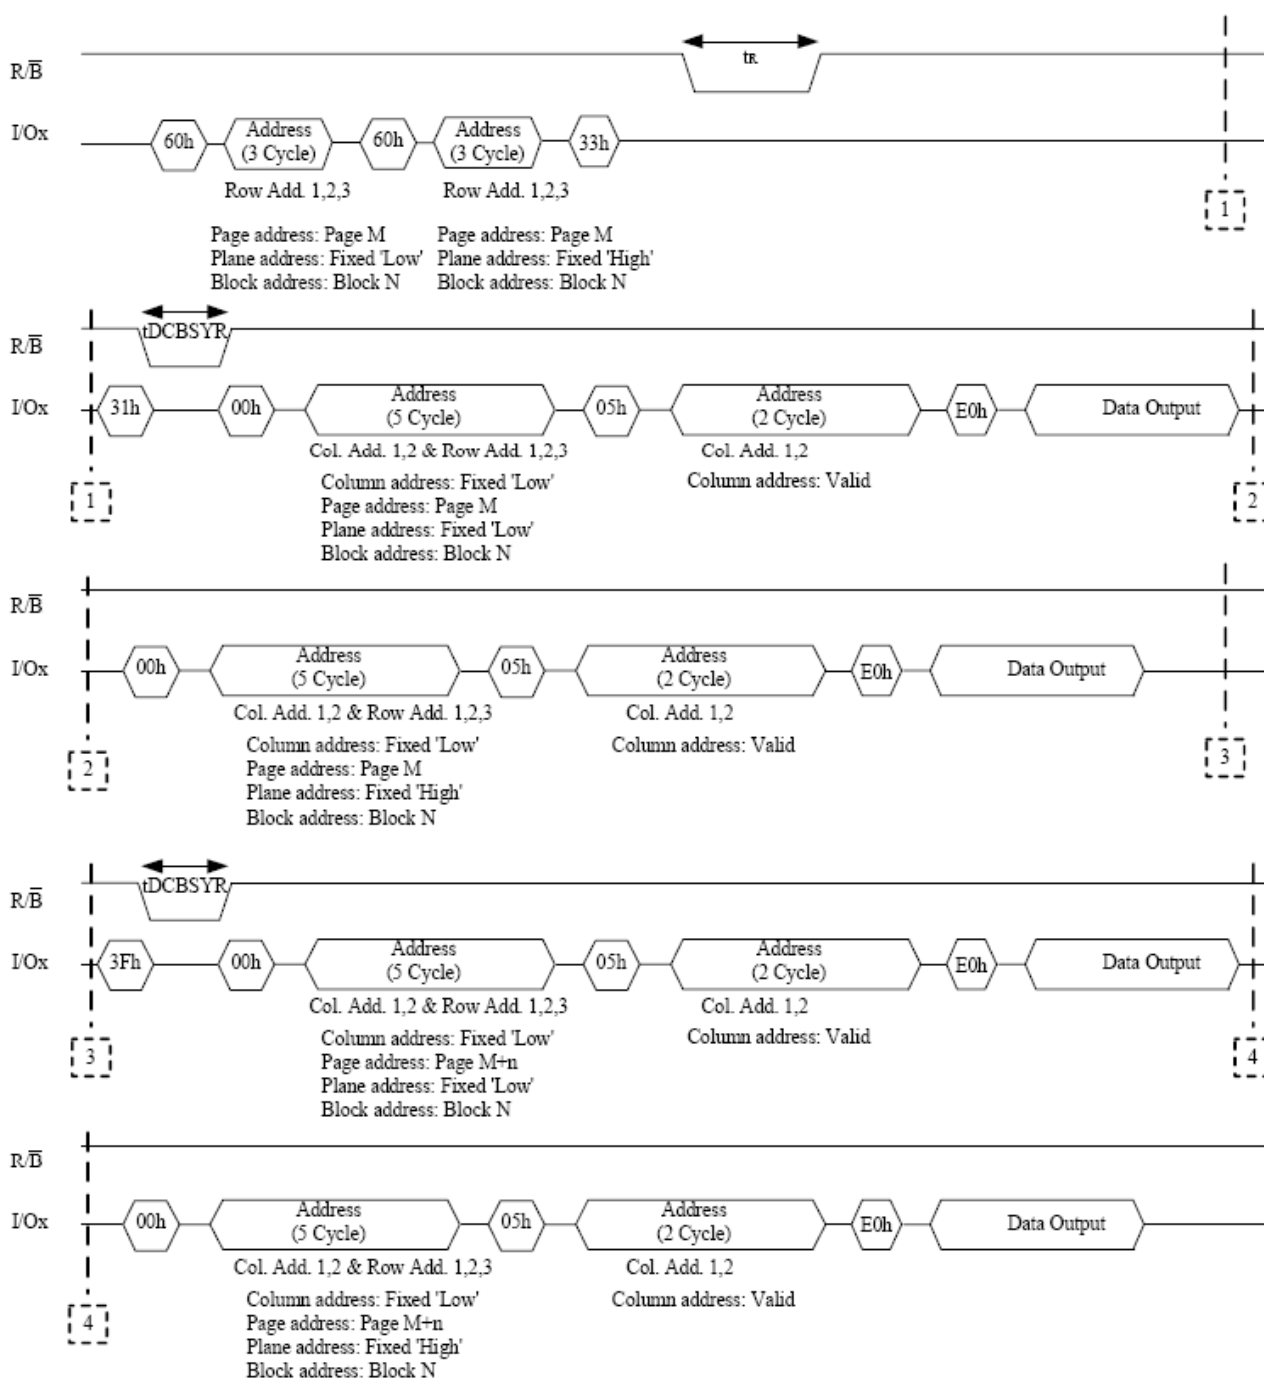 R/B̅
tR
I/Ox
60h
Address
(3 Cycle)
60h
Address
(3 Cycle)
33h
Row Add. 1,2,3
Row Add. 1,2,3
1
Page address: Page M
Plane address: Fixed 'Low'
Block address: Block N
Page address: Page M
Plane address: Fixed 'High'
Block address: Block N
R/B̅
tDCBSYR
I/Ox
31h
00h
Address
(5 Cycle)
05h
Address
(2 Cycle)
E0h
Data Output
Col. Add. 1,2 & Row Add. 1,2,3
Col. Add. 1,2
Column address: Fixed 'Low'
Page address: Page M
Plane address: Fixed 'Low'
Block address: Block N
Column address: Valid
1
2
R/B̅
I/Ox
00h
Address
(5 Cycle)
05h
Address
(2 Cycle)
E0h
Data Output
Col. Add. 1,2 & Row Add. 1,2,3
Col. Add. 1,2
Column address: Fixed 'Low'
Page address: Page M
Plane address: Fixed 'High'
Block address: Block N
Column address: Valid
2
3
R/B̅
tDCBSYR
I/Ox
3Fh
00h
Address
(5 Cycle)
05h
Address
(2 Cycle)
E0h
Data Output
Col. Add. 1,2 & Row Add. 1,2,3
Col. Add. 1,2
Column address: Fixed 'Low'
Page address: Page M+n
Plane address: Fixed 'Low'
Block address: Block N
Column address: Valid
3
4
R/B̅
I/Ox
00h
Address
(5 Cycle)
05h
Address
(2 Cycle)
E0h
Data Output
Col. Add. 1,2 & Row Add. 1,2,3
Col. Add. 1,2
Column address: Fixed 'Low'
Page address: Page M+n
Plane address: Fixed 'High'
Block address: Block N
Column address: Valid
4